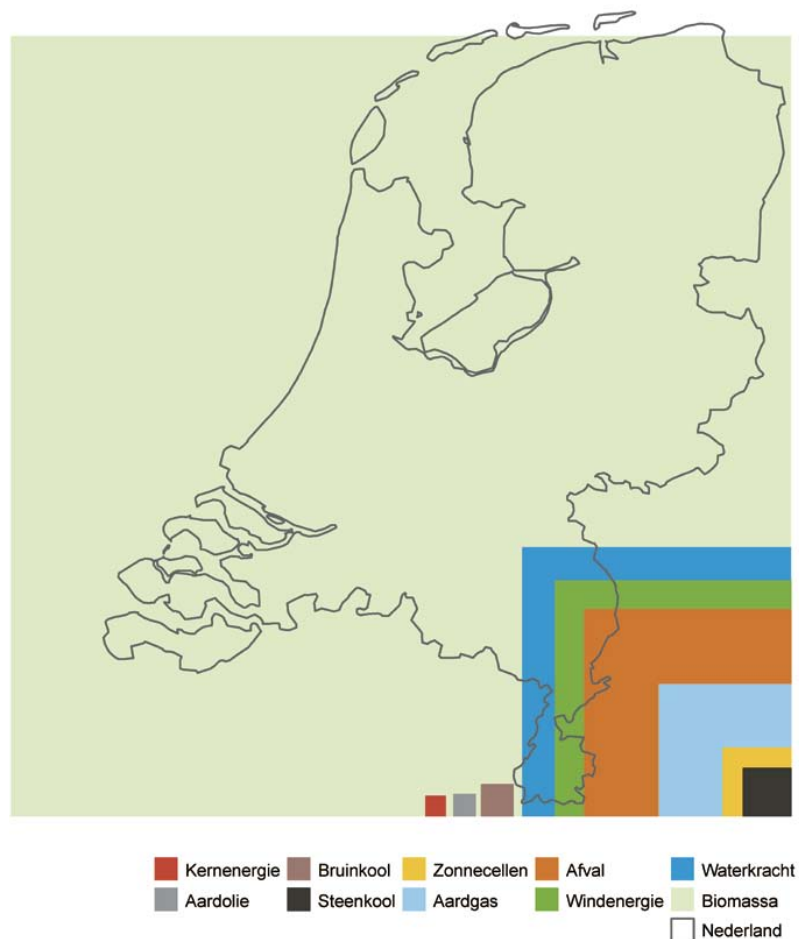 Kernenergie Bruinkool Zonnecellen Afval Waterkracht
Aardolie Steenkool Aardgas Windenergie Biomassa
Nederland